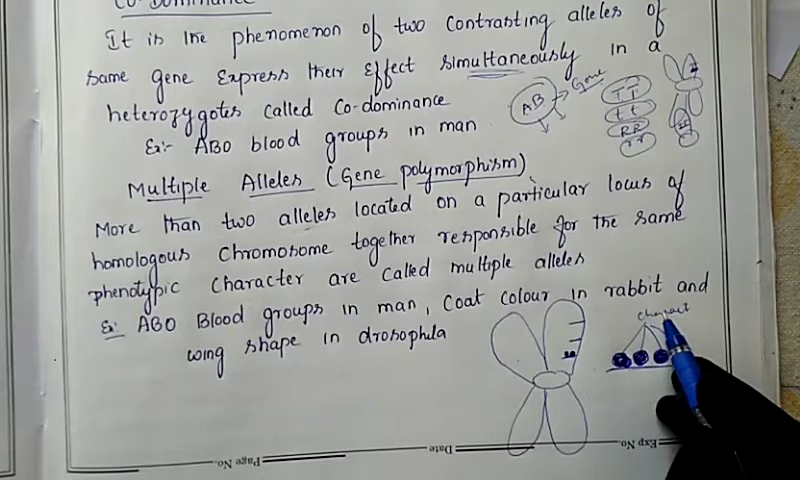 Co-Dominance
It is the phenomenon of two contrasting alleles of
same gene express their effect simultaneously in a
heterozygotes called Co-dominance
Ex:- ABO blood groups in man
AB Gene
TT
tt
RR
rr
Multiple Alleles (Gene polymorphism)
More than two alleles located on a particular locus of
homologous chromosome together responsible for the same
phenotypic character are called multiple alleles
Ex: ABO Blood groups in man, Coat colour in rabbit and
wing shape in drosophila
charact
Page No. Date Exp No.